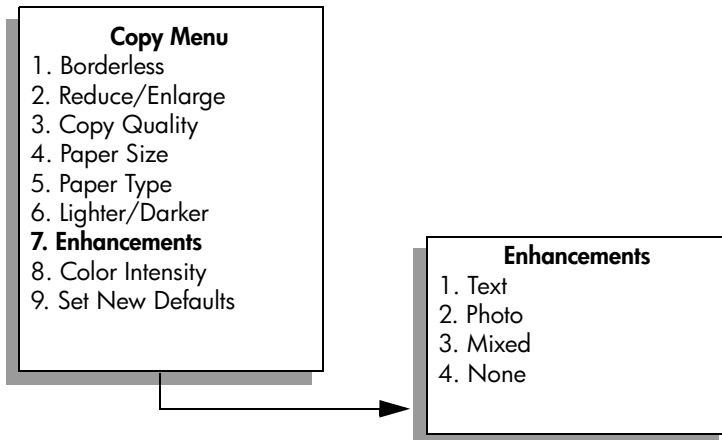 Copy Menu
1. Borderless
2. Reduce/Enlarge
3. Copy Quality
4. Paper Size
5. Paper Type
6. Lighter/Darker
7. Enhancements
8. Color Intensity
9. Set New Defaults
Enhancements
1. Text
2. Photo
3. Mixed
4. None